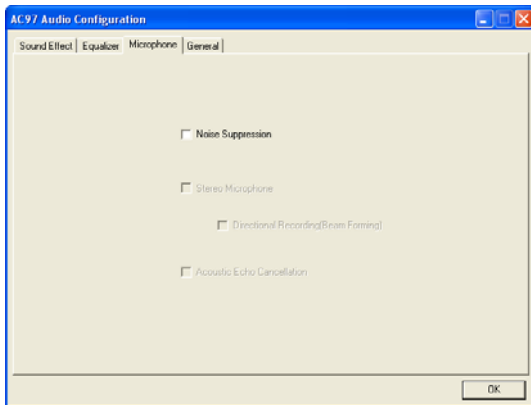 AC97 Audio Configuration
Sound Effect Equalizer Microphone General
Noise Suppression
Stereo Microphone
Directional Recording(Beam Forming)
Acoustic Echo Cancellation
OK